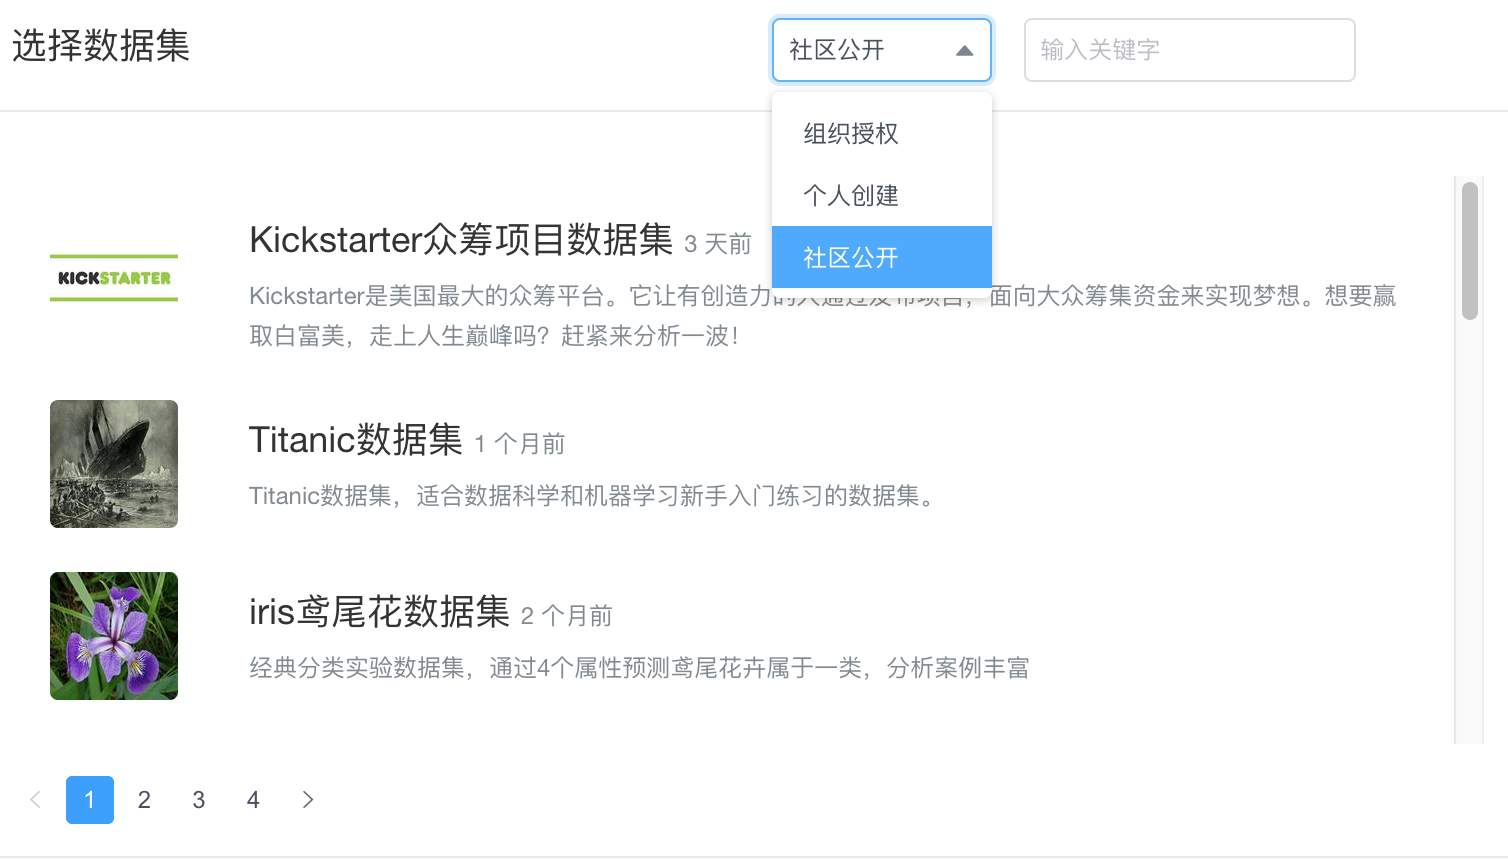 选择数据集
社区公开
输入关键字
组织授权
个人创建
社区公开
Kickstarter众筹项目数据集 3 天前
KICKSTARTER
Kickstarter是美国最大的众筹平台。它让有创造力的人通过发布项目，面向大众筹集资金来实现梦想。想要赢
取白富美，走上人生巅峰吗？赶紧来分析一波！
Titanic数据集 1 个月前
Titanic数据集，适合数据科学和机器学习新手入门练习的数据集。
iris鸢尾花数据集 2 个月前
经典分类实验数据集，通过4个属性预测鸢尾花卉属于一类，分析案例丰富
1 2 3 4